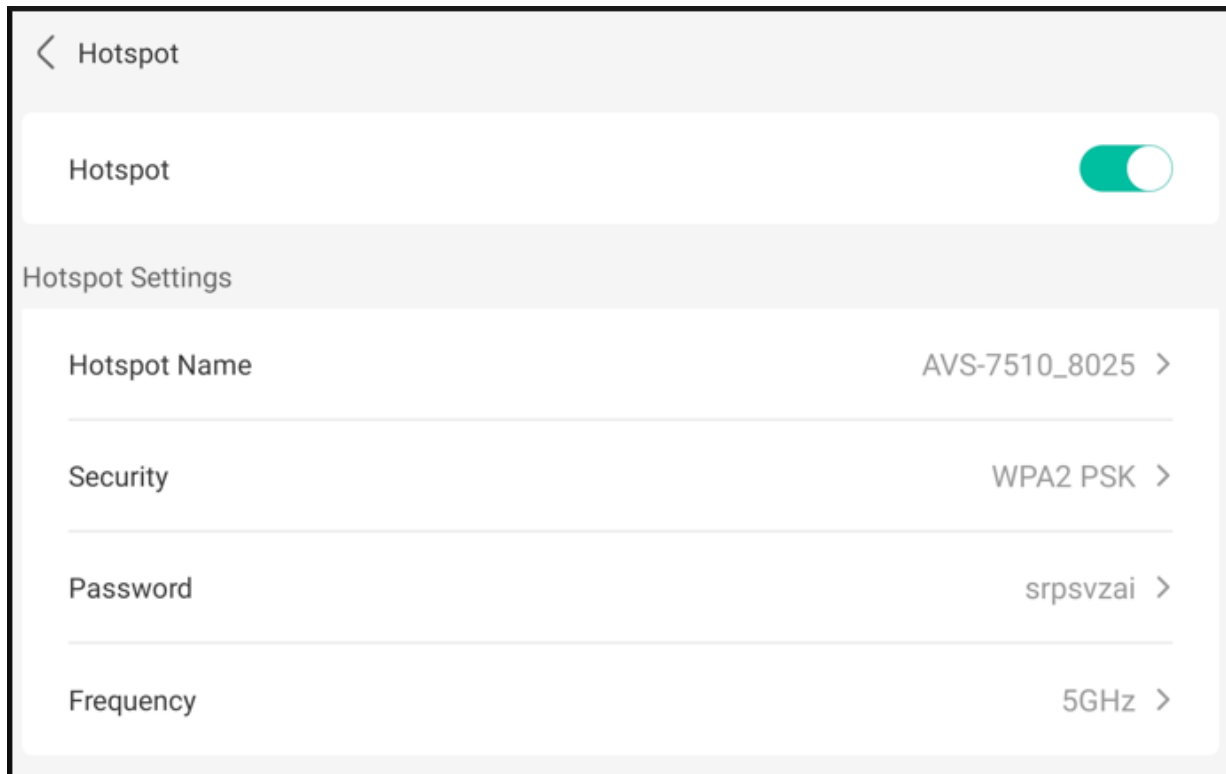 Hotspot
Hotspot
Hotspot Settings
Hotspot Name AVS-7510_8025
Security WPA2 PSK
Password srpsvzai
Frequency 5GHz